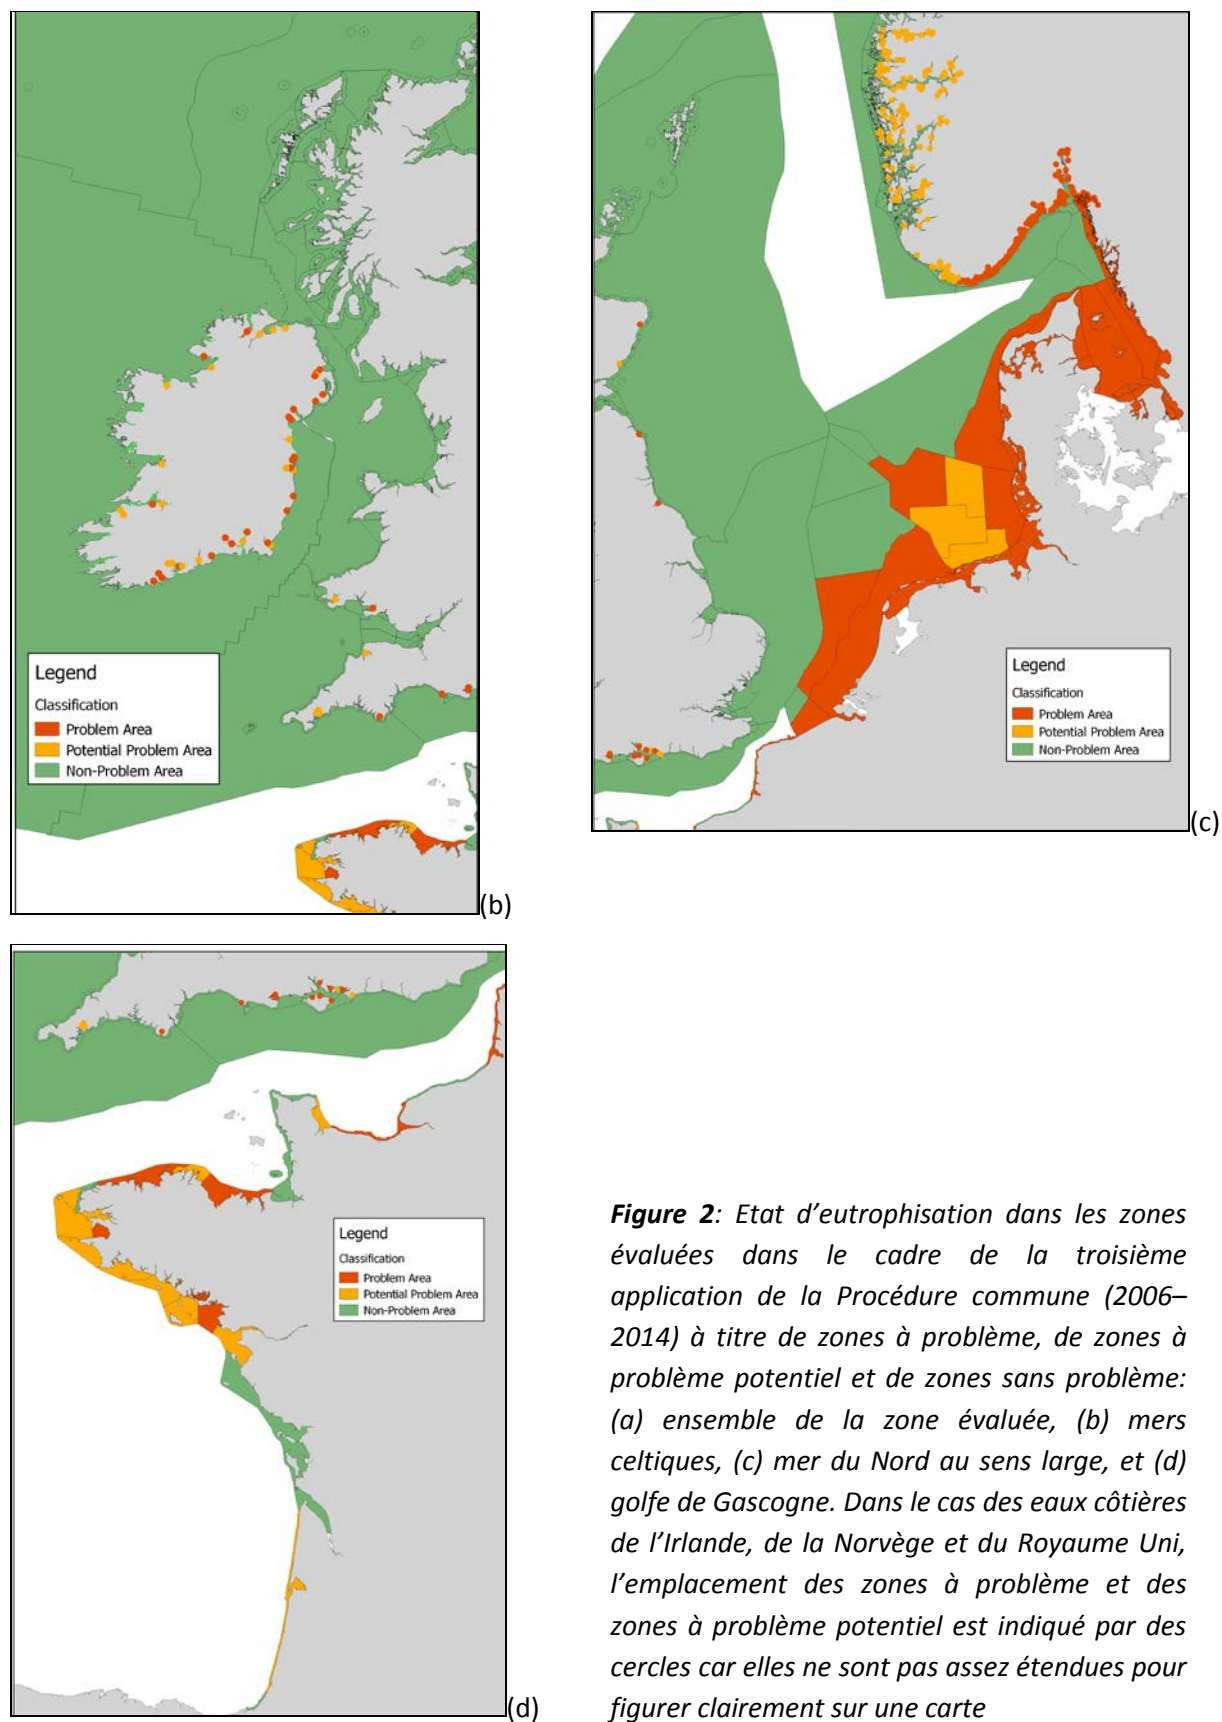 Legend
Classification
Problem Area
Potential Problem Area
Non-Problem Area
(b)
Legend
Classification
Problem Area
Potential Problem Area
Non-Problem Area
(c)
Legend
Classification
Problem Area
Potential Problem Area
Non-Problem Area
(d)
Figure 2: Etat d’eutrophisation dans les zones
évaluées dans le cadre de la troisième
application de la Procédure commune (2006–
2014) à titre de zones à problème, de zones à
problème potentiel et de zones sans problème:
(a) ensemble de la zone évaluée, (b) mers
celtiques, (c) mer du Nord au sens large, et (d)
golfe de Gascogne. Dans le cas des eaux côtières
de l’Irlande, de la Norvège et du Royaume Uni,
l’emplacement des zones à problème et des
zones à problème potentiel est indiqué par des
cercles car elles ne sont pas assez étendues pour
figurer clairement sur une carte